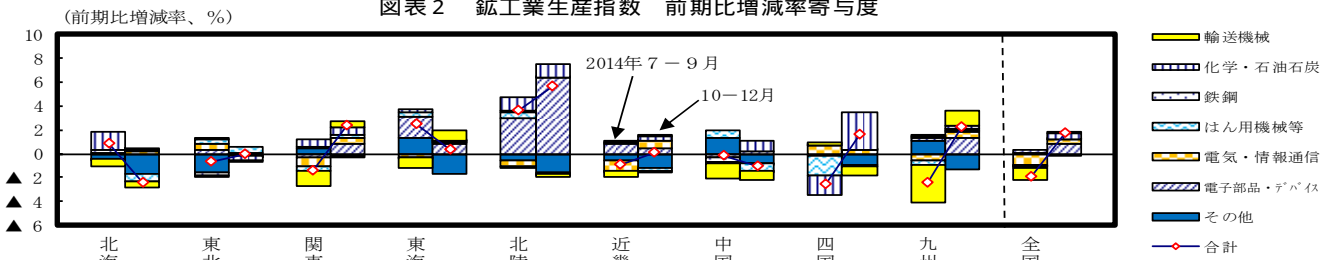 図表２　鉱工業生産指数　前期比増減率寄与度
(前期比増減率、%)
10
8
6
4
2
0
▲ 2
▲ 4
▲ 6
2014年７－９月
10－12月
北海
東北
関東
東海
北陸
近畿
中国
四国
九州
全国
輸送機械
化学・石油石炭
鉄鋼
はん用機械等
電気・情報通信
電子部品・デバイス
その他
合計